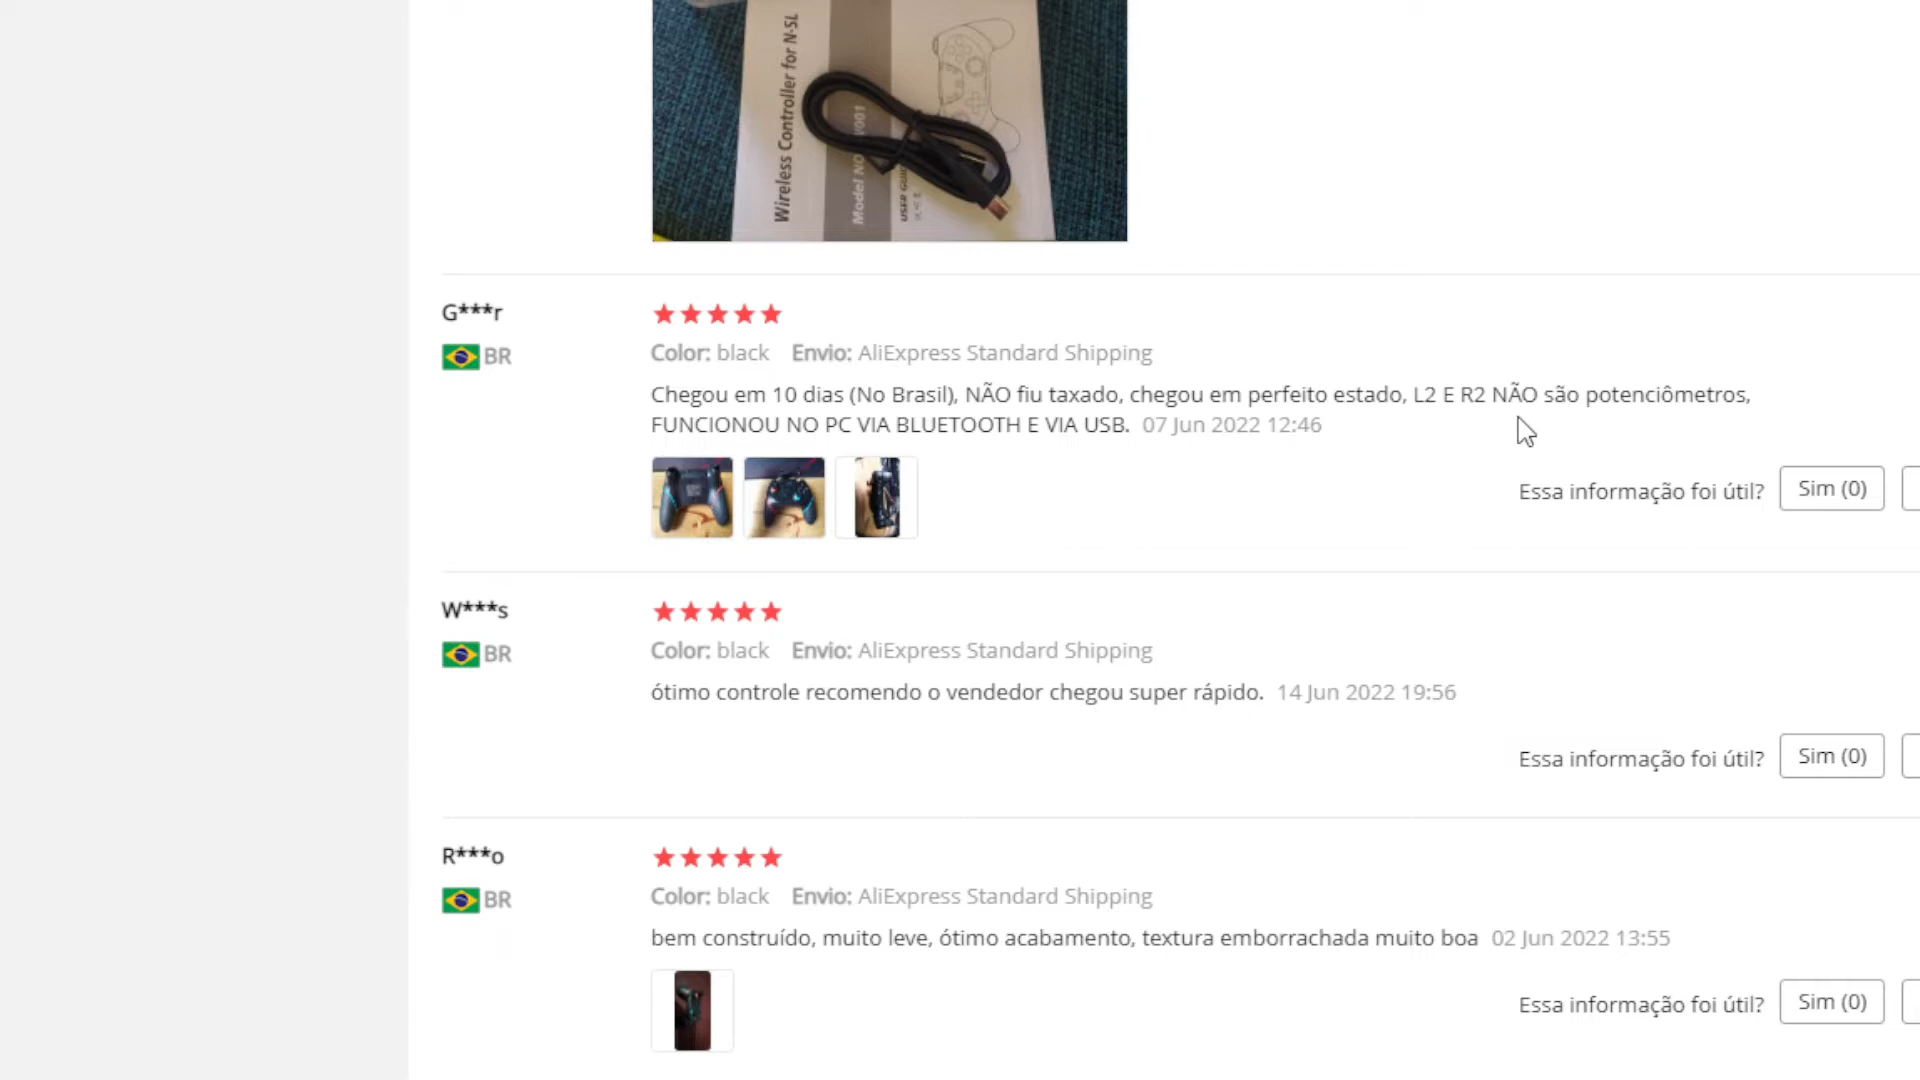 Wireless Controller for N-SL
Model NO
USER GUI
G***r
BR
Color: black Envio: AliExpress Standard Shipping
Chegou em 10 dias (No Brasil), NÃO fiu taxado, chegou em perfeito estado, L2 E R2 NÃO são potenciômetros,
FUNCIONOU NO PC VIA BLUETOOTH E VIA USB. 07 Jun 2022 12:46
Essa informação foi útil? Sim (0)
W***s
BR
Color: black Envio: AliExpress Standard Shipping
ótimo controle recomendo o vendedor chegou super rápido. 14 Jun 2022 19:56
Essa informação foi útil? Sim (0)
R***o
BR
Color: black Envio: AliExpress Standard Shipping
bem construído, muito leve, ótimo acabamento, textura emborrachada muito boa 02 Jun 2022 13:55
Essa informação foi útil? Sim (0)